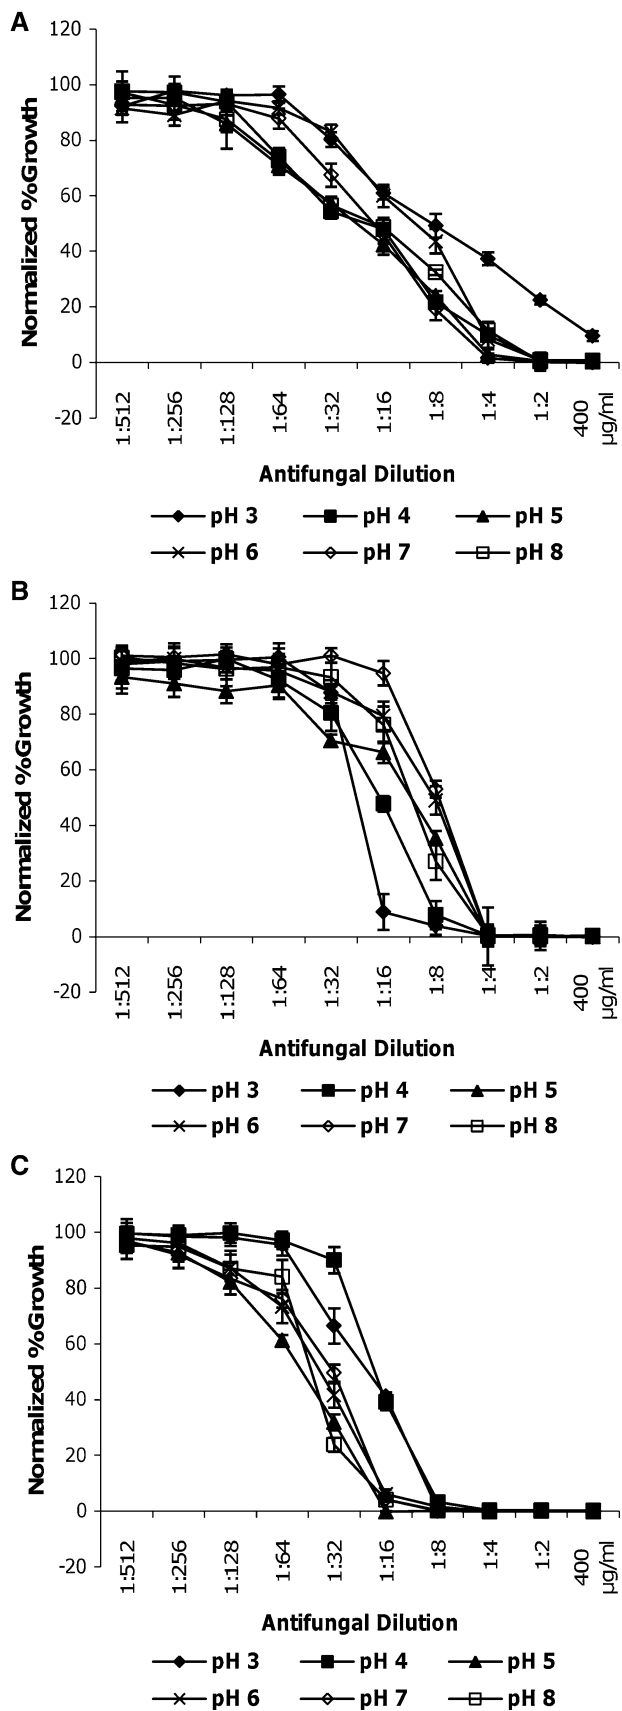 A
120
100
80
60
40
20
0
-20
Normalized %Growth
1:512 1:256 1:128 1:64 1:32 1:16 1:8 1:4 1:2 400 µg/ml
Antifungal Dilution
pH 3 pH 4 pH 5
pH 6 pH 7 pH 8
B
120
100
80
60
40
20
0
-20
Normalized %Growth
1:512 1:256 1:128 1:64 1:32 1:16 1:8 1:4 1:2 400 µg/ml
Antifungal Dilution
pH 3 pH 4 pH 5
pH 6 pH 7 pH 8
C
120
100
80
60
40
20
0
-20
Normalized %Growth
1:512 1:256 1:128 1:64 1:32 1:16 1:8 1:4 1:2 400 µg/ml
Antifungal Dilution
pH 3 pH 4 pH 5
pH 6 pH 7 pH 8